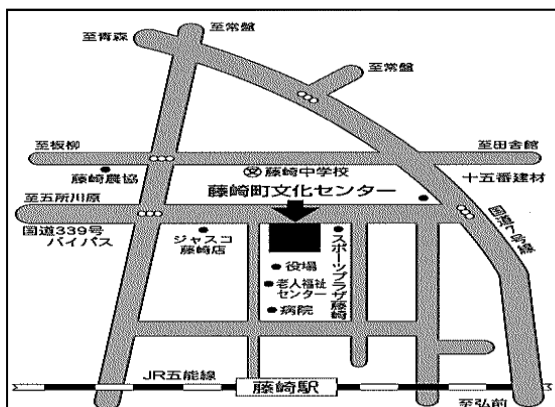 至常盤
至青森
至常盤
至板柳
至田舎館
藤崎農協
文 藤崎中学校
十五番建材
藤崎町文化センター
至五所川原
国道339号
バイパス
ジャスコ
藤崎店
スポーツプラザ藤崎
国道7号線
役場
老人福祉
センター
病院
JR五能線
藤崎駅
至弘前